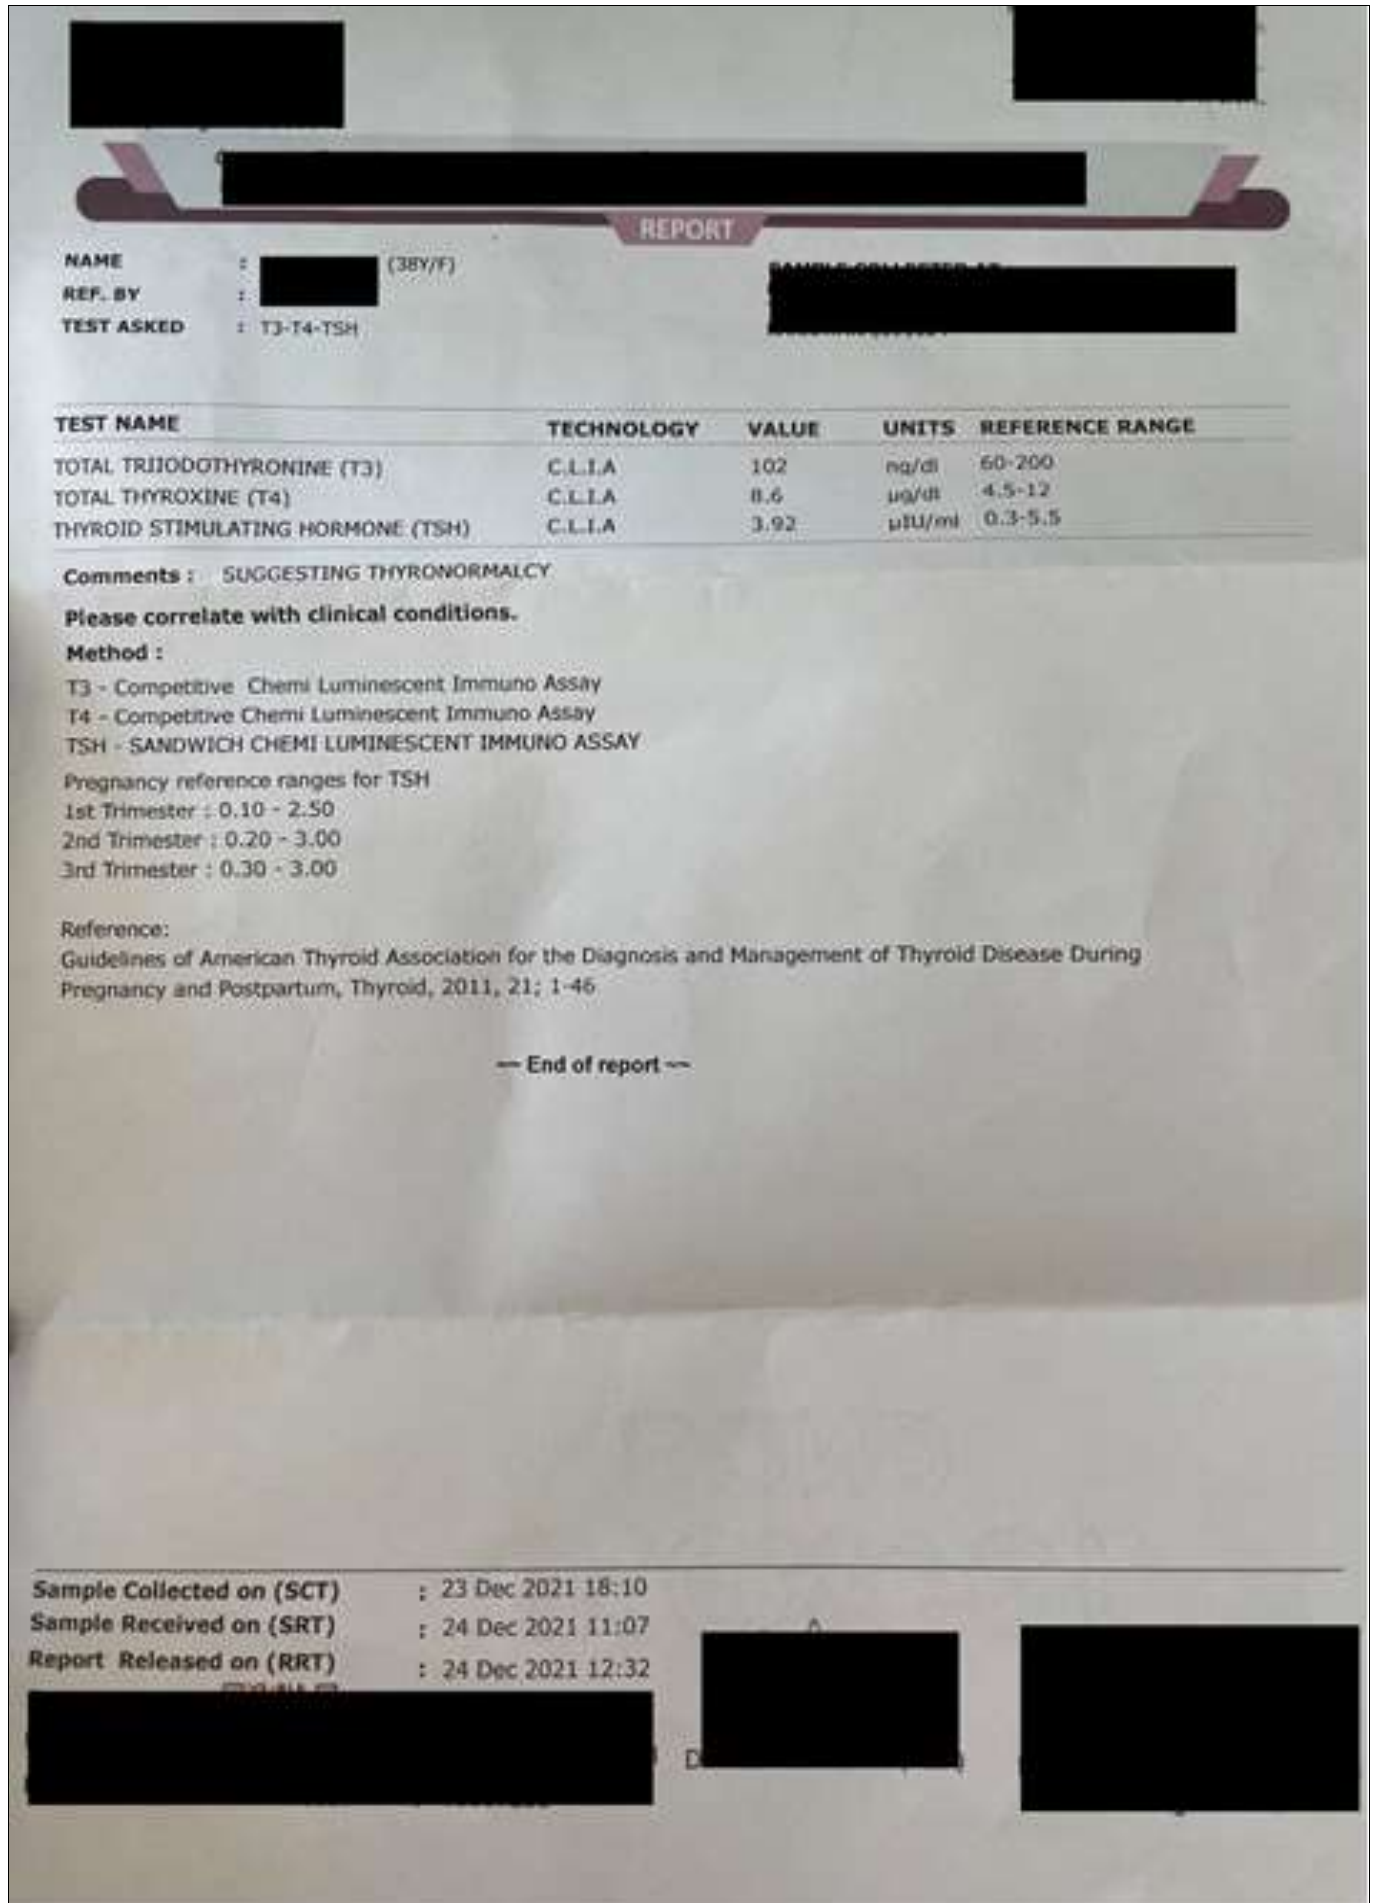 REPORT
NAME : (38Y/F)
REF. BY :
TEST ASKED : T3-T4-TSH
TEST NAME TECHNOLOGY VALUE UNITS REFERENCE RANGE
TOTAL TRIIODOTHYRONINE (T3) C.L.I.A 102 ng/dl 60-200
TOTAL THYROXINE (T4) C.L.I.A 8.6 µg/dl 4.5-12
THYROID STIMULATING HORMONE (TSH) C.L.I.A 3.92 µIU/ml 0.3-5.5
Comments : SUGGESTING THYRONORMALCY
Please correlate with clinical conditions.
Method :
T3 - Competitive Chemi Luminescent Immuno Assay
T4 - Competitive Chemi Luminescent Immuno Assay
TSH - SANDWICH CHEMI LUMINESCENT IMMUNO ASSAY
Pregnancy reference ranges for TSH
1st Trimester : 0.10 - 2.50
2nd Trimester : 0.20 - 3.00
3rd Trimester : 0.30 - 3.00
Reference:
Guidelines of American Thyroid Association for the Diagnosis and Management of Thyroid Disease During
Pregnancy and Postpartum, Thyroid, 2011, 21; 1-46
~~ End of report ~~
Sample Collected on (SCT) : 23 Dec 2021 18:10
Sample Received on (SRT) : 24 Dec 2021 11:07
Report Released on (RRT) : 24 Dec 2021 12:32
D